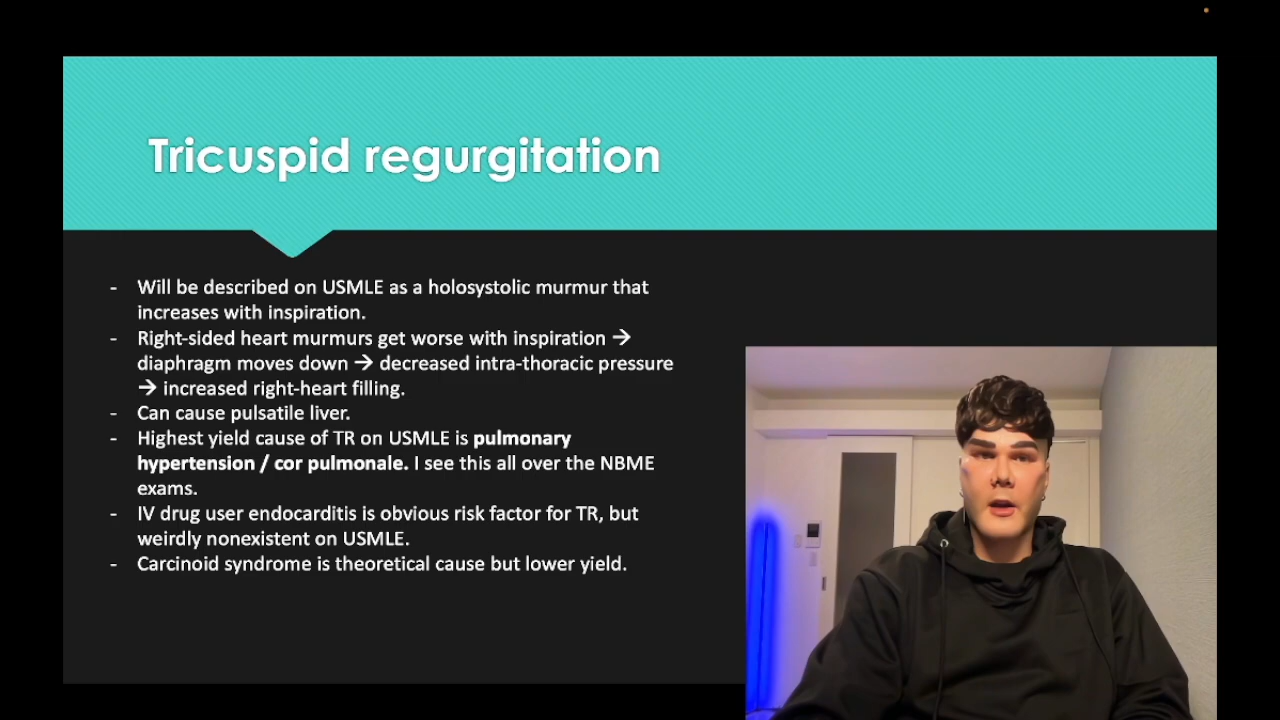 Tricuspid regurgitation
- Will be described on USMLE as a holosystolic murmur that
increases with inspiration.
- Right-sided heart murmurs get worse with inspiration →
diaphragm moves down → decreased intra-thoracic pressure
→ increased right-heart filling.
- Can cause pulsatile liver.
- Highest yield cause of TR on USMLE is pulmonary
hypertension / cor pulmonale. I see this all over the NBME
exams.
- IV drug user endocarditis is obvious risk factor for TR, but
weirdly nonexistent on USMLE.
- Carcinoid syndrome is theoretical cause but lower yield.